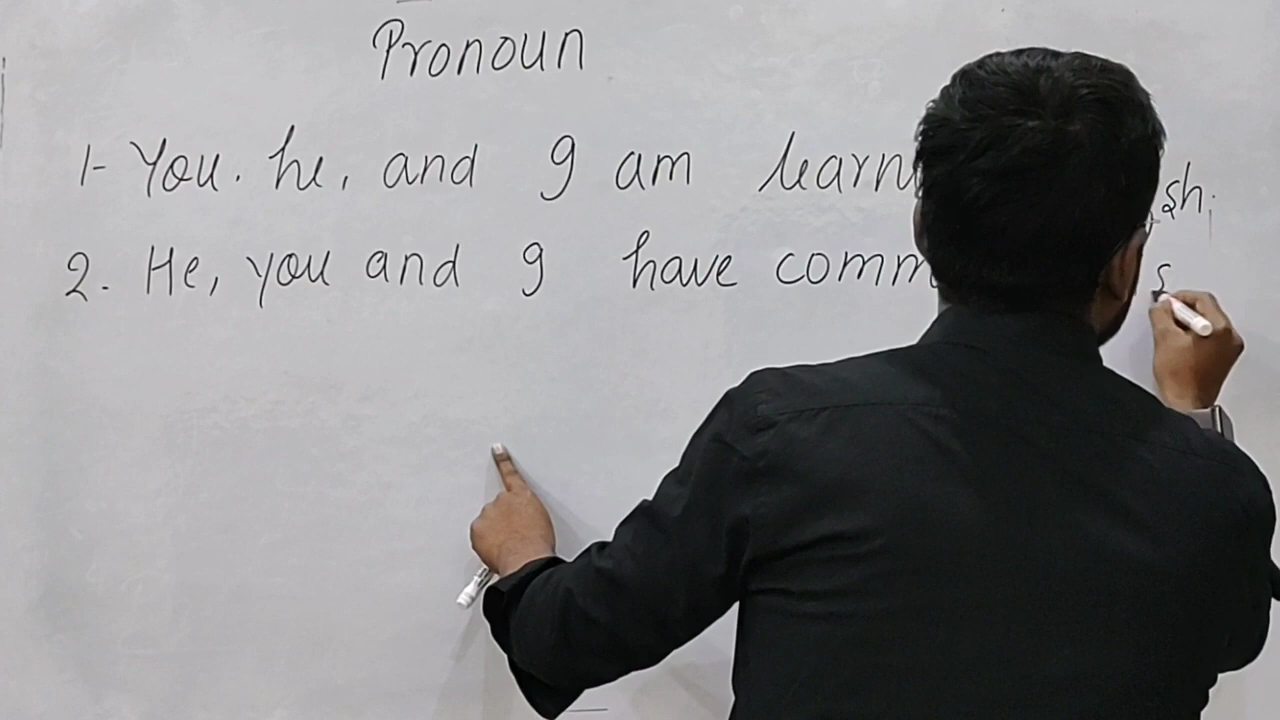 Pronoun
1- You. he, and I am
2. He, you and I have